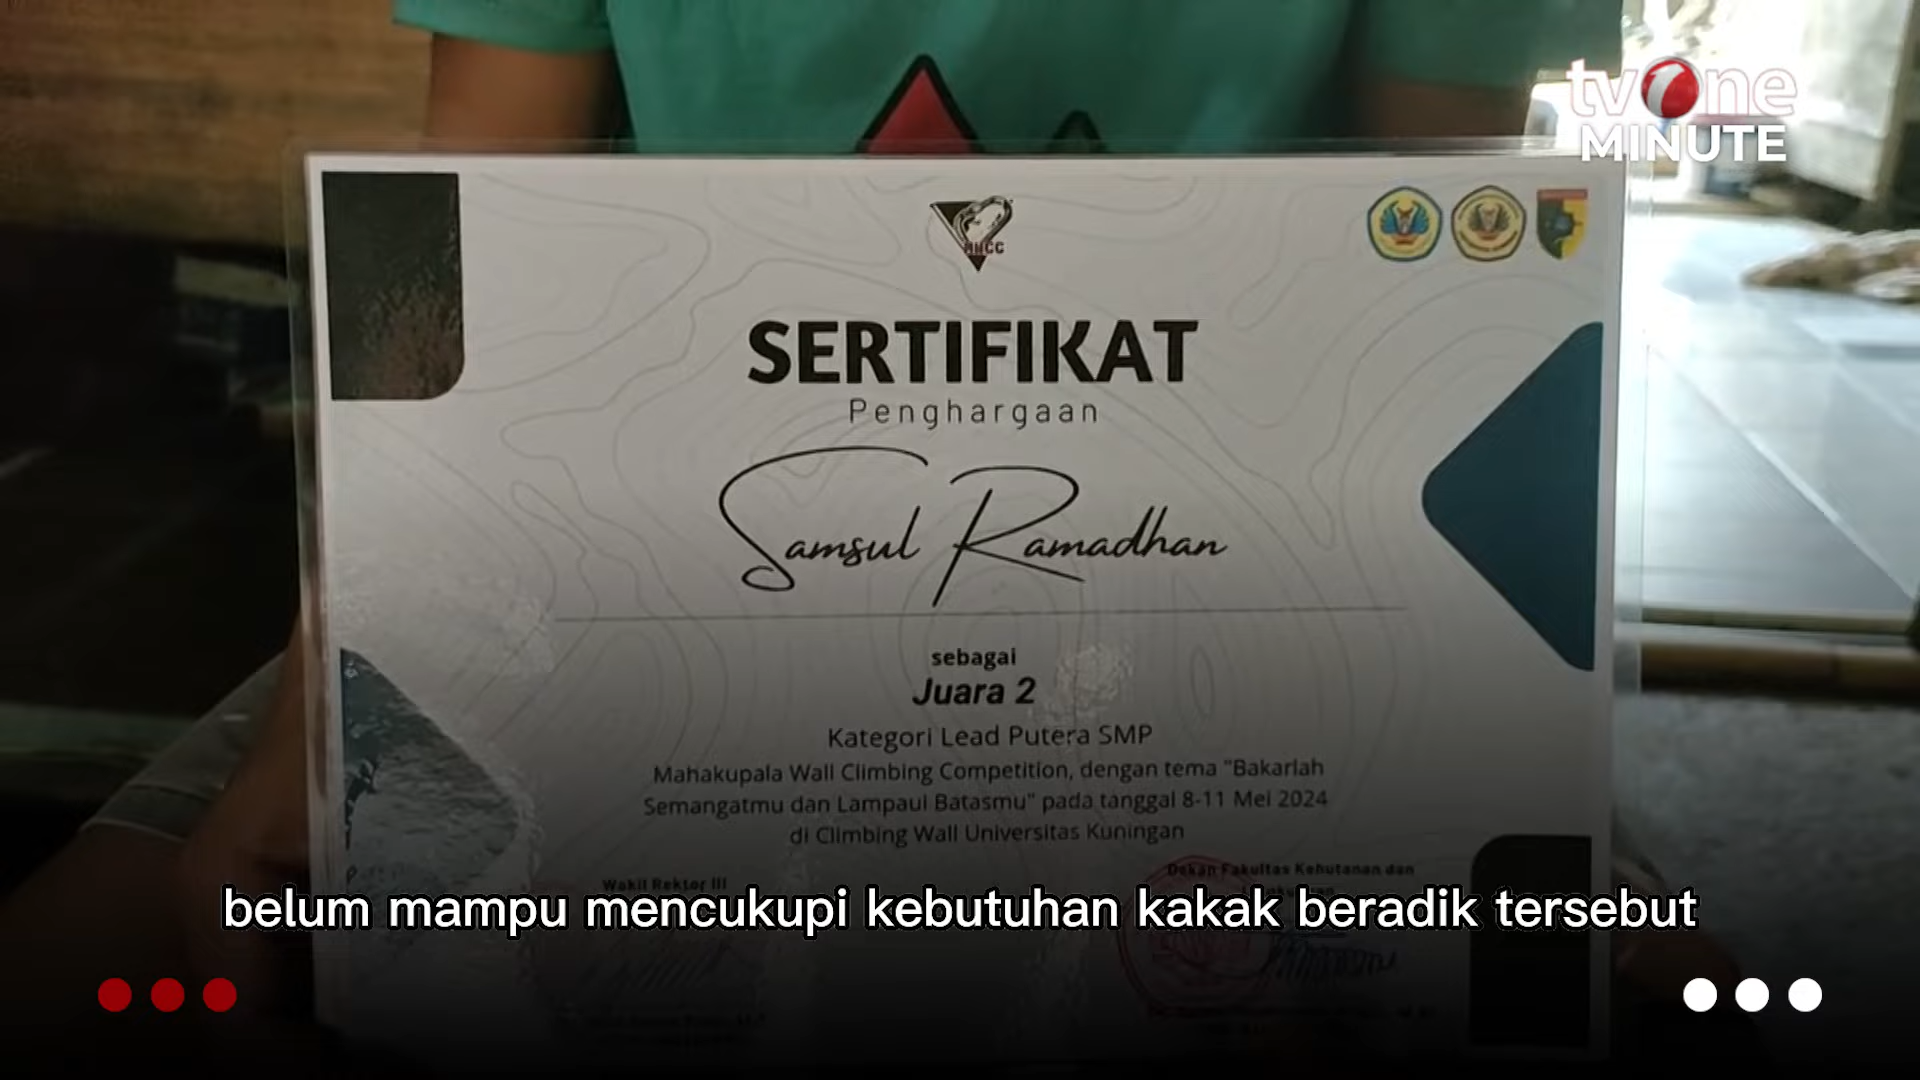 tvOne
MINUTE
MHCC
SERTIFIKAT
Penghargaan
Samsul Ramadhan
sebagai
Juara 2
Kategori Lead Putera SMP
Mahakupala Wall Climbing Competition, dengan tema "Bakarlah
Semangatmu dan Lampaui Batasmu" pada tanggal 8-11 Mei 2024
di Climbing Wall Universitas Kuningan
Wakil Rektor III
Dekan Fakultas Kehutanan dan
belum mampu mencukupi kebutuhan kakak beradik tersebut